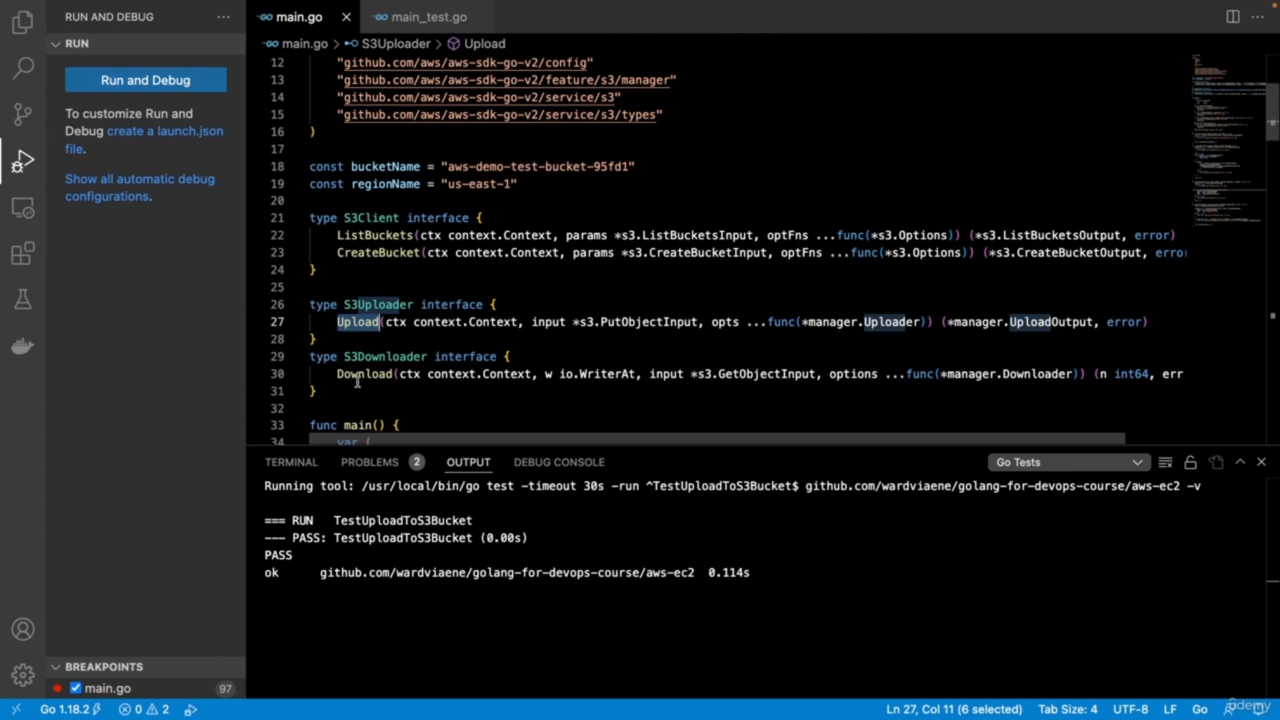 RUN AND DEBUG
RUN
Run and Debug
To customize Run and
Debug create a launch.json
file.
Show all automatic debug
configurations.
BREAKPOINTS
main.go 97
main.go main_test.go
main.go > S3Uploader > Upload
12 "github.com/aws/aws-sdk-go-v2/config"
13 "github.com/aws/aws-sdk-go-v2/feature/s3/manager"
14 "github.com/aws/aws-sdk-go-v2/service/s3"
15 "github.com/aws/aws-sdk-go-v2/service/s3/types"
16 )
17
18 const bucketName = "aws-demo-test-bucket-95fd1"
19 const regionName = "us-east-1"
20
21 type S3Client interface {
22 ListBuckets(ctx context.Context, params *s3.ListBucketsInput, optFns ...func(*s3.Options)) (*s3.ListBucketsOutput, error)
23 CreateBucket(ctx context.Context, params *s3.CreateBucketInput, optFns ...func(*s3.Options)) (*s3.CreateBucketOutput, erro
24 }
25
26 type S3Uploader interface {
27 Upload(ctx context.Context, input *s3.PutObjectInput, opts ...func(*manager.Uploader)) (*manager.UploadOutput, error)
28 }
29 type S3Downloader interface {
30 Download(ctx context.Context, w io.WriterAt, input *s3.GetObjectInput, options ...func(*manager.Downloader)) (n int64, err
31 }
32
33 func main() {
34 var (
TERMINAL PROBLEMS 2 OUTPUT DEBUG CONSOLE Go Tests
Running tool: /usr/local/bin/go test -timeout 30s -run ^TestUploadToS3Bucket$ github.com/wardviaene/golang-for-devops-course/aws-ec2 -v
=== RUN TestUploadToS3Bucket
--- PASS: TestUploadToS3Bucket (0.00s)
PASS
ok github.com/wardviaene/golang-for-devops-course/aws-ec2 0.114s
Go 1.18.2 0 2 Ln 27, Col 11 (6 selected) Tab Size: 4 UTF-8 LF Go
udemy